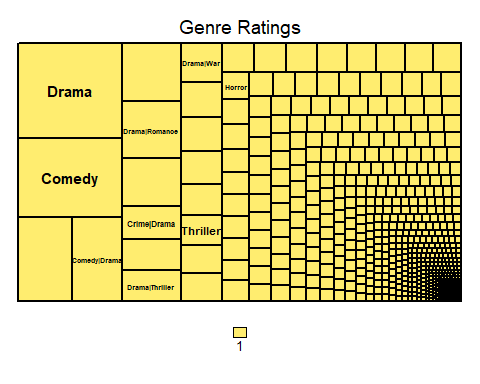 Genre Ratings
Drama
Comedy
Comedy|Drama
Drama|Romance
Crime|Drama
Drama|Thriller
Drama|War
Thriller
Horror
1